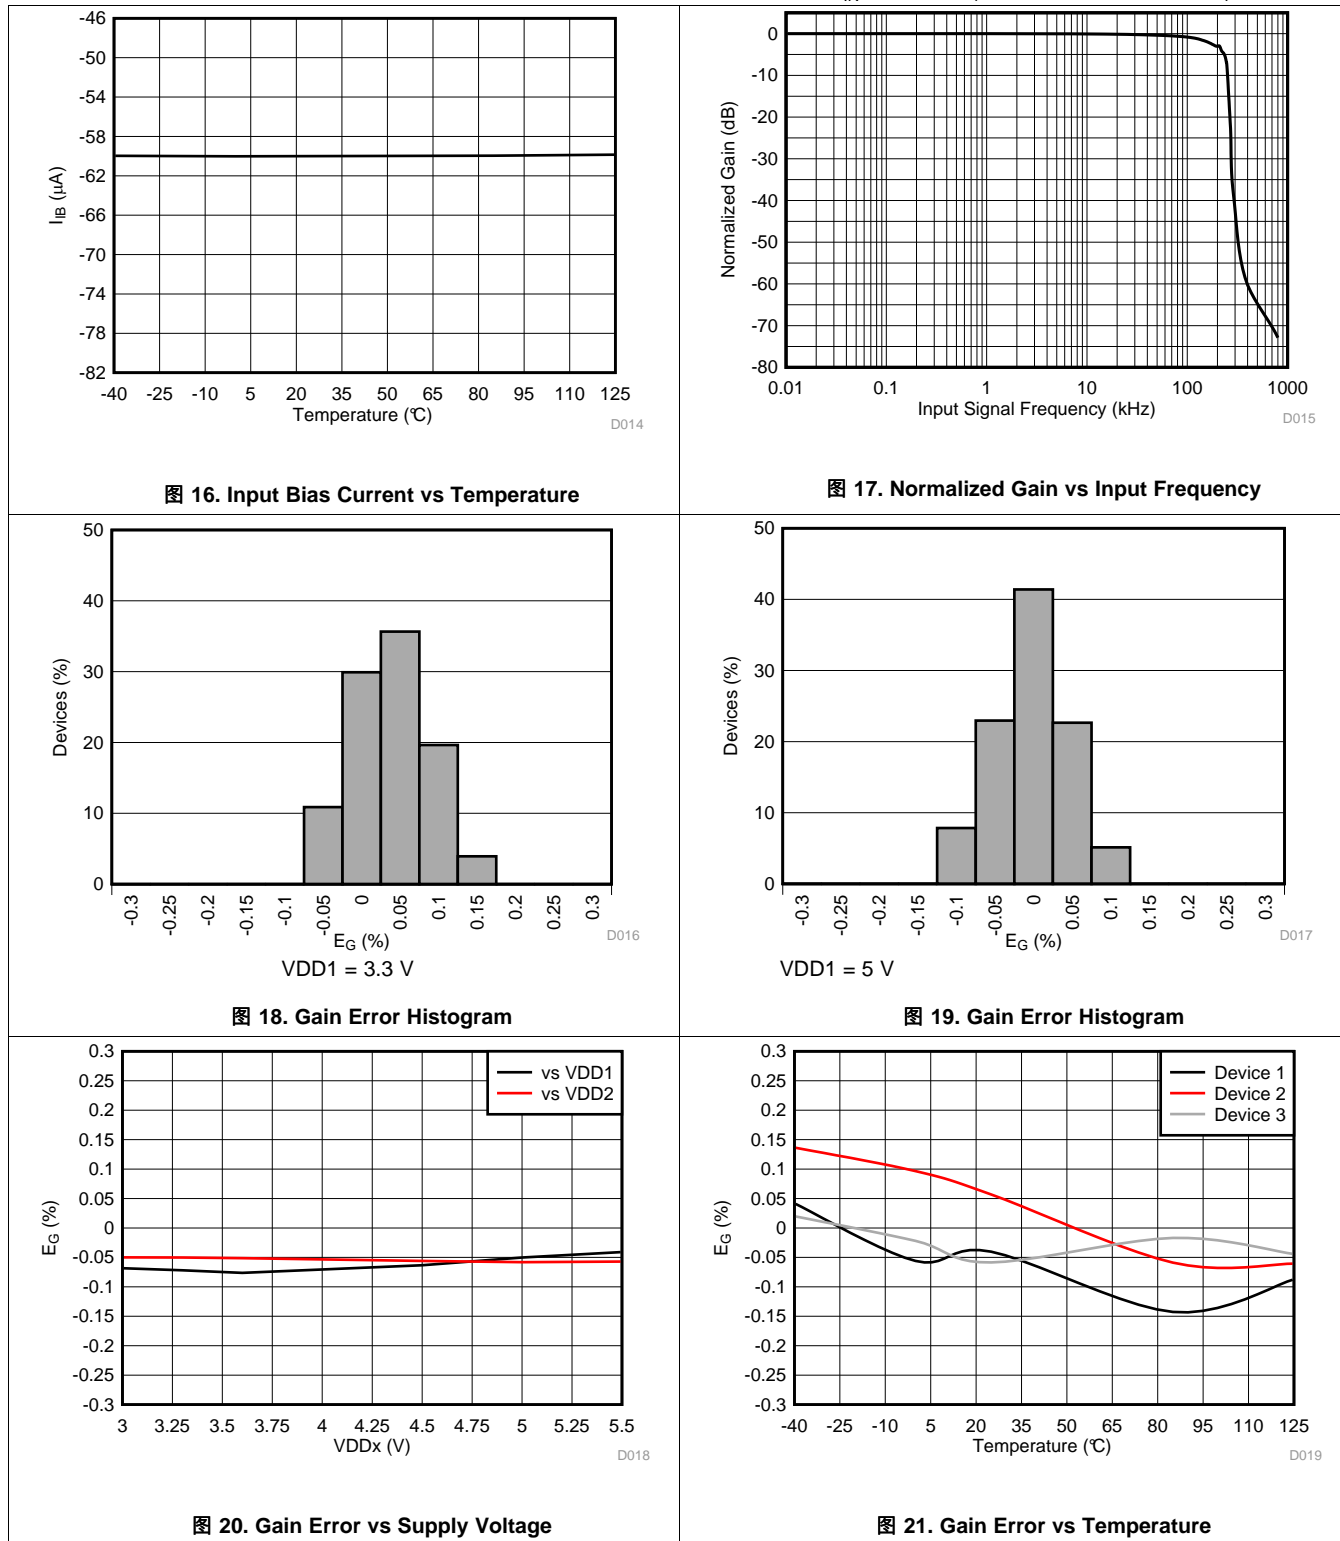 -46
-50
-54
-58
-62
-66
-70
-74
-78
-82
I_IB (μA)
-40 -25 -10 5 20 35 50 65 80 95 110 125
Temperature (°C)
D014
图 16. Input Bias Current vs Temperature
0
-10
-20
-30
-40
-50
-60
-70
-80
Normalized Gain (dB)
0.01 0.1 1 10 100 1000
Input Signal Frequency (kHz)
D015
图 17. Normalized Gain vs Input Frequency
50
40
30
20
10
0
Devices (%)
-0.3 -0.25 -0.2 -0.15 -0.1 -0.05 0 0.05 0.1 0.15 0.2 0.25 0.3
E_G (%)
D016
VDD1 = 3.3 V
图 18. Gain Error Histogram
50
40
30
20
10
0
Devices (%)
-0.3 -0.25 -0.2 -0.15 -0.1 -0.05 0 0.05 0.1 0.15 0.2 0.25 0.3
E_G (%)
D017
VDD1 = 5 V
图 19. Gain Error Histogram
0.3
0.25
0.2
0.15
0.1
0.05
0
-0.05
-0.1
-0.15
-0.2
-0.25
-0.3
E_G (%)
vs VDD1
vs VDD2
3 3.25 3.5 3.75 4 4.25 4.5 4.75 5 5.25 5.5
VDDx (V)
D018
图 20. Gain Error vs Supply Voltage
0.3
0.25
0.2
0.15
0.1
0.05
0
-0.05
-0.1
-0.15
-0.2
-0.25
-0.3
E_G (%)
Device 1
Device 2
Device 3
-40 -25 -10 5 20 35 50 65 80 95 110 125
Temperature (°C)
D019
图 21. Gain Error vs Temperature